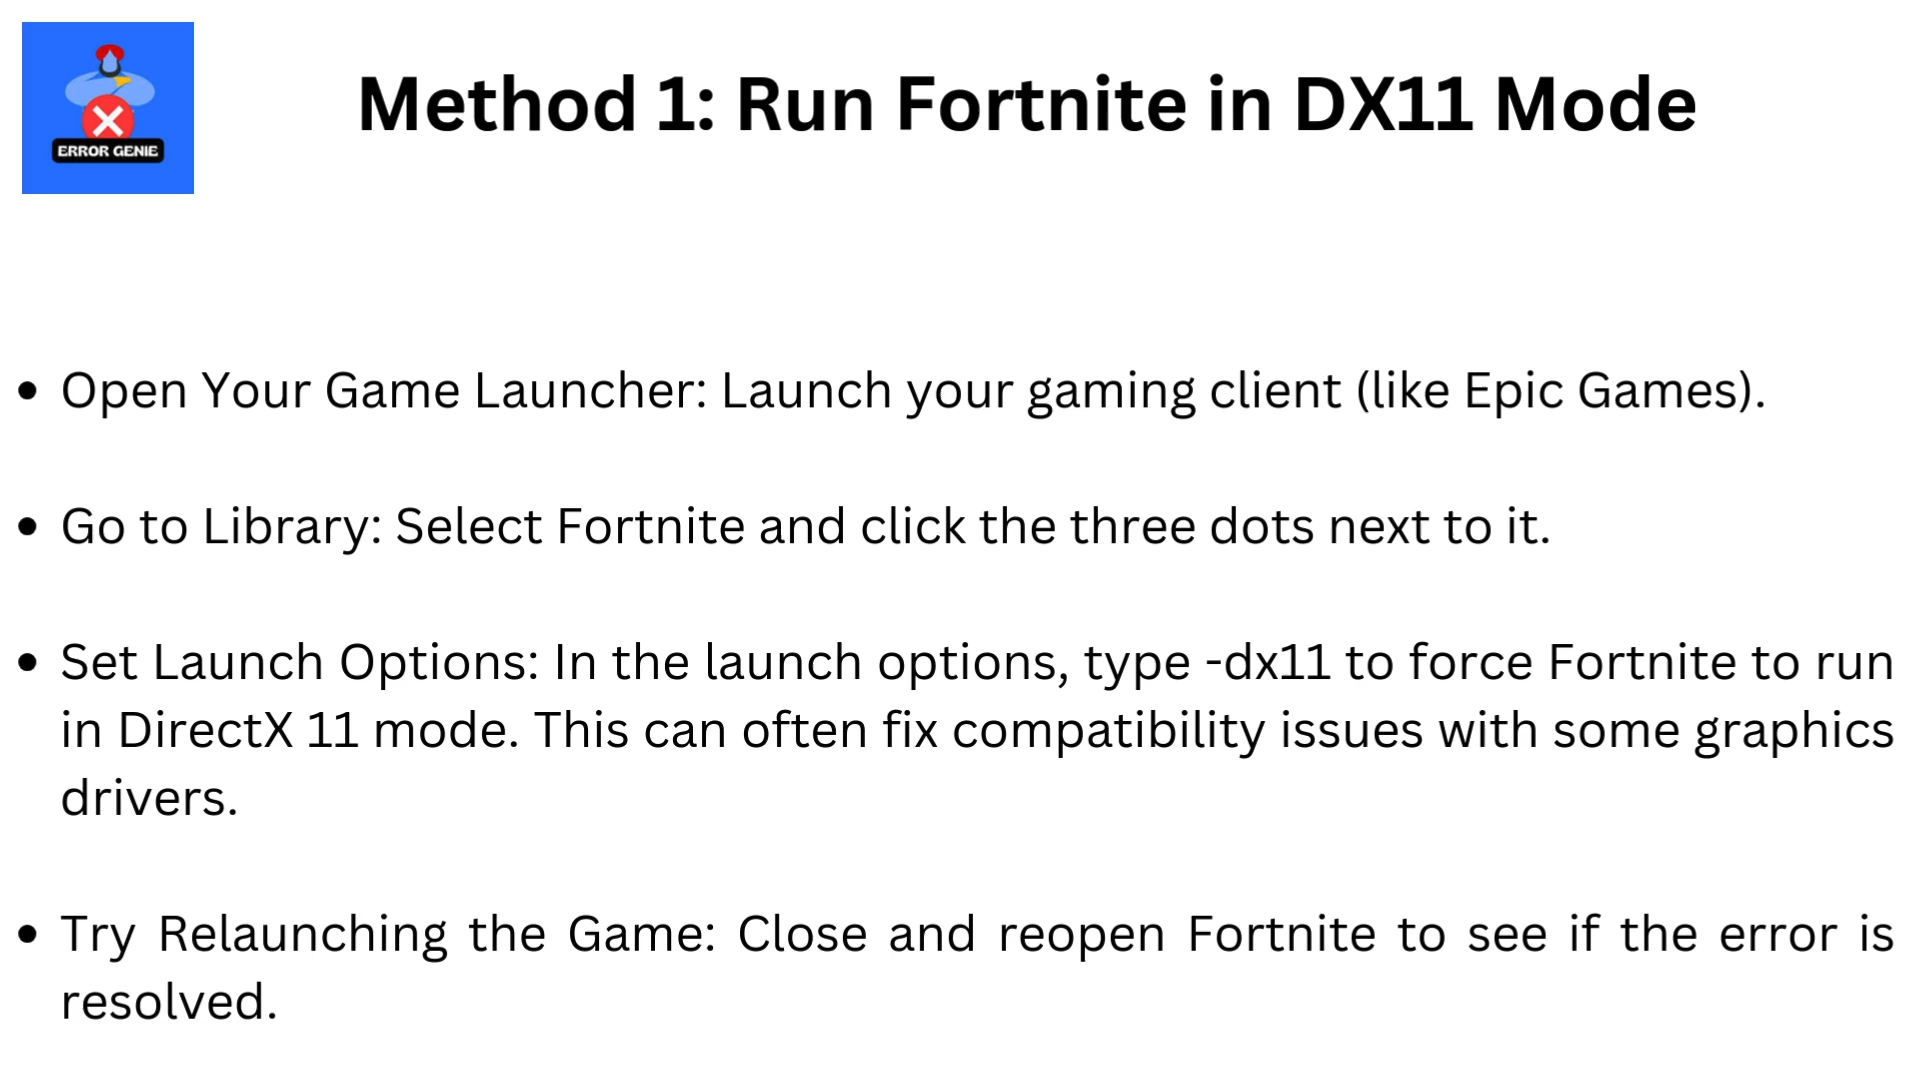 ERROR GENIE
Method 1: Run Fortnite in DX11 Mode
• Open Your Game Launcher: Launch your gaming client (like Epic Games).
• Go to Library: Select Fortnite and click the three dots next to it.
• Set Launch Options: In the launch options, type -dx11 to force Fortnite to run
in DirectX 11 mode. This can often fix compatibility issues with some graphics
drivers.
• Try Relaunching the Game: Close and reopen Fortnite to see if the error is
resolved.